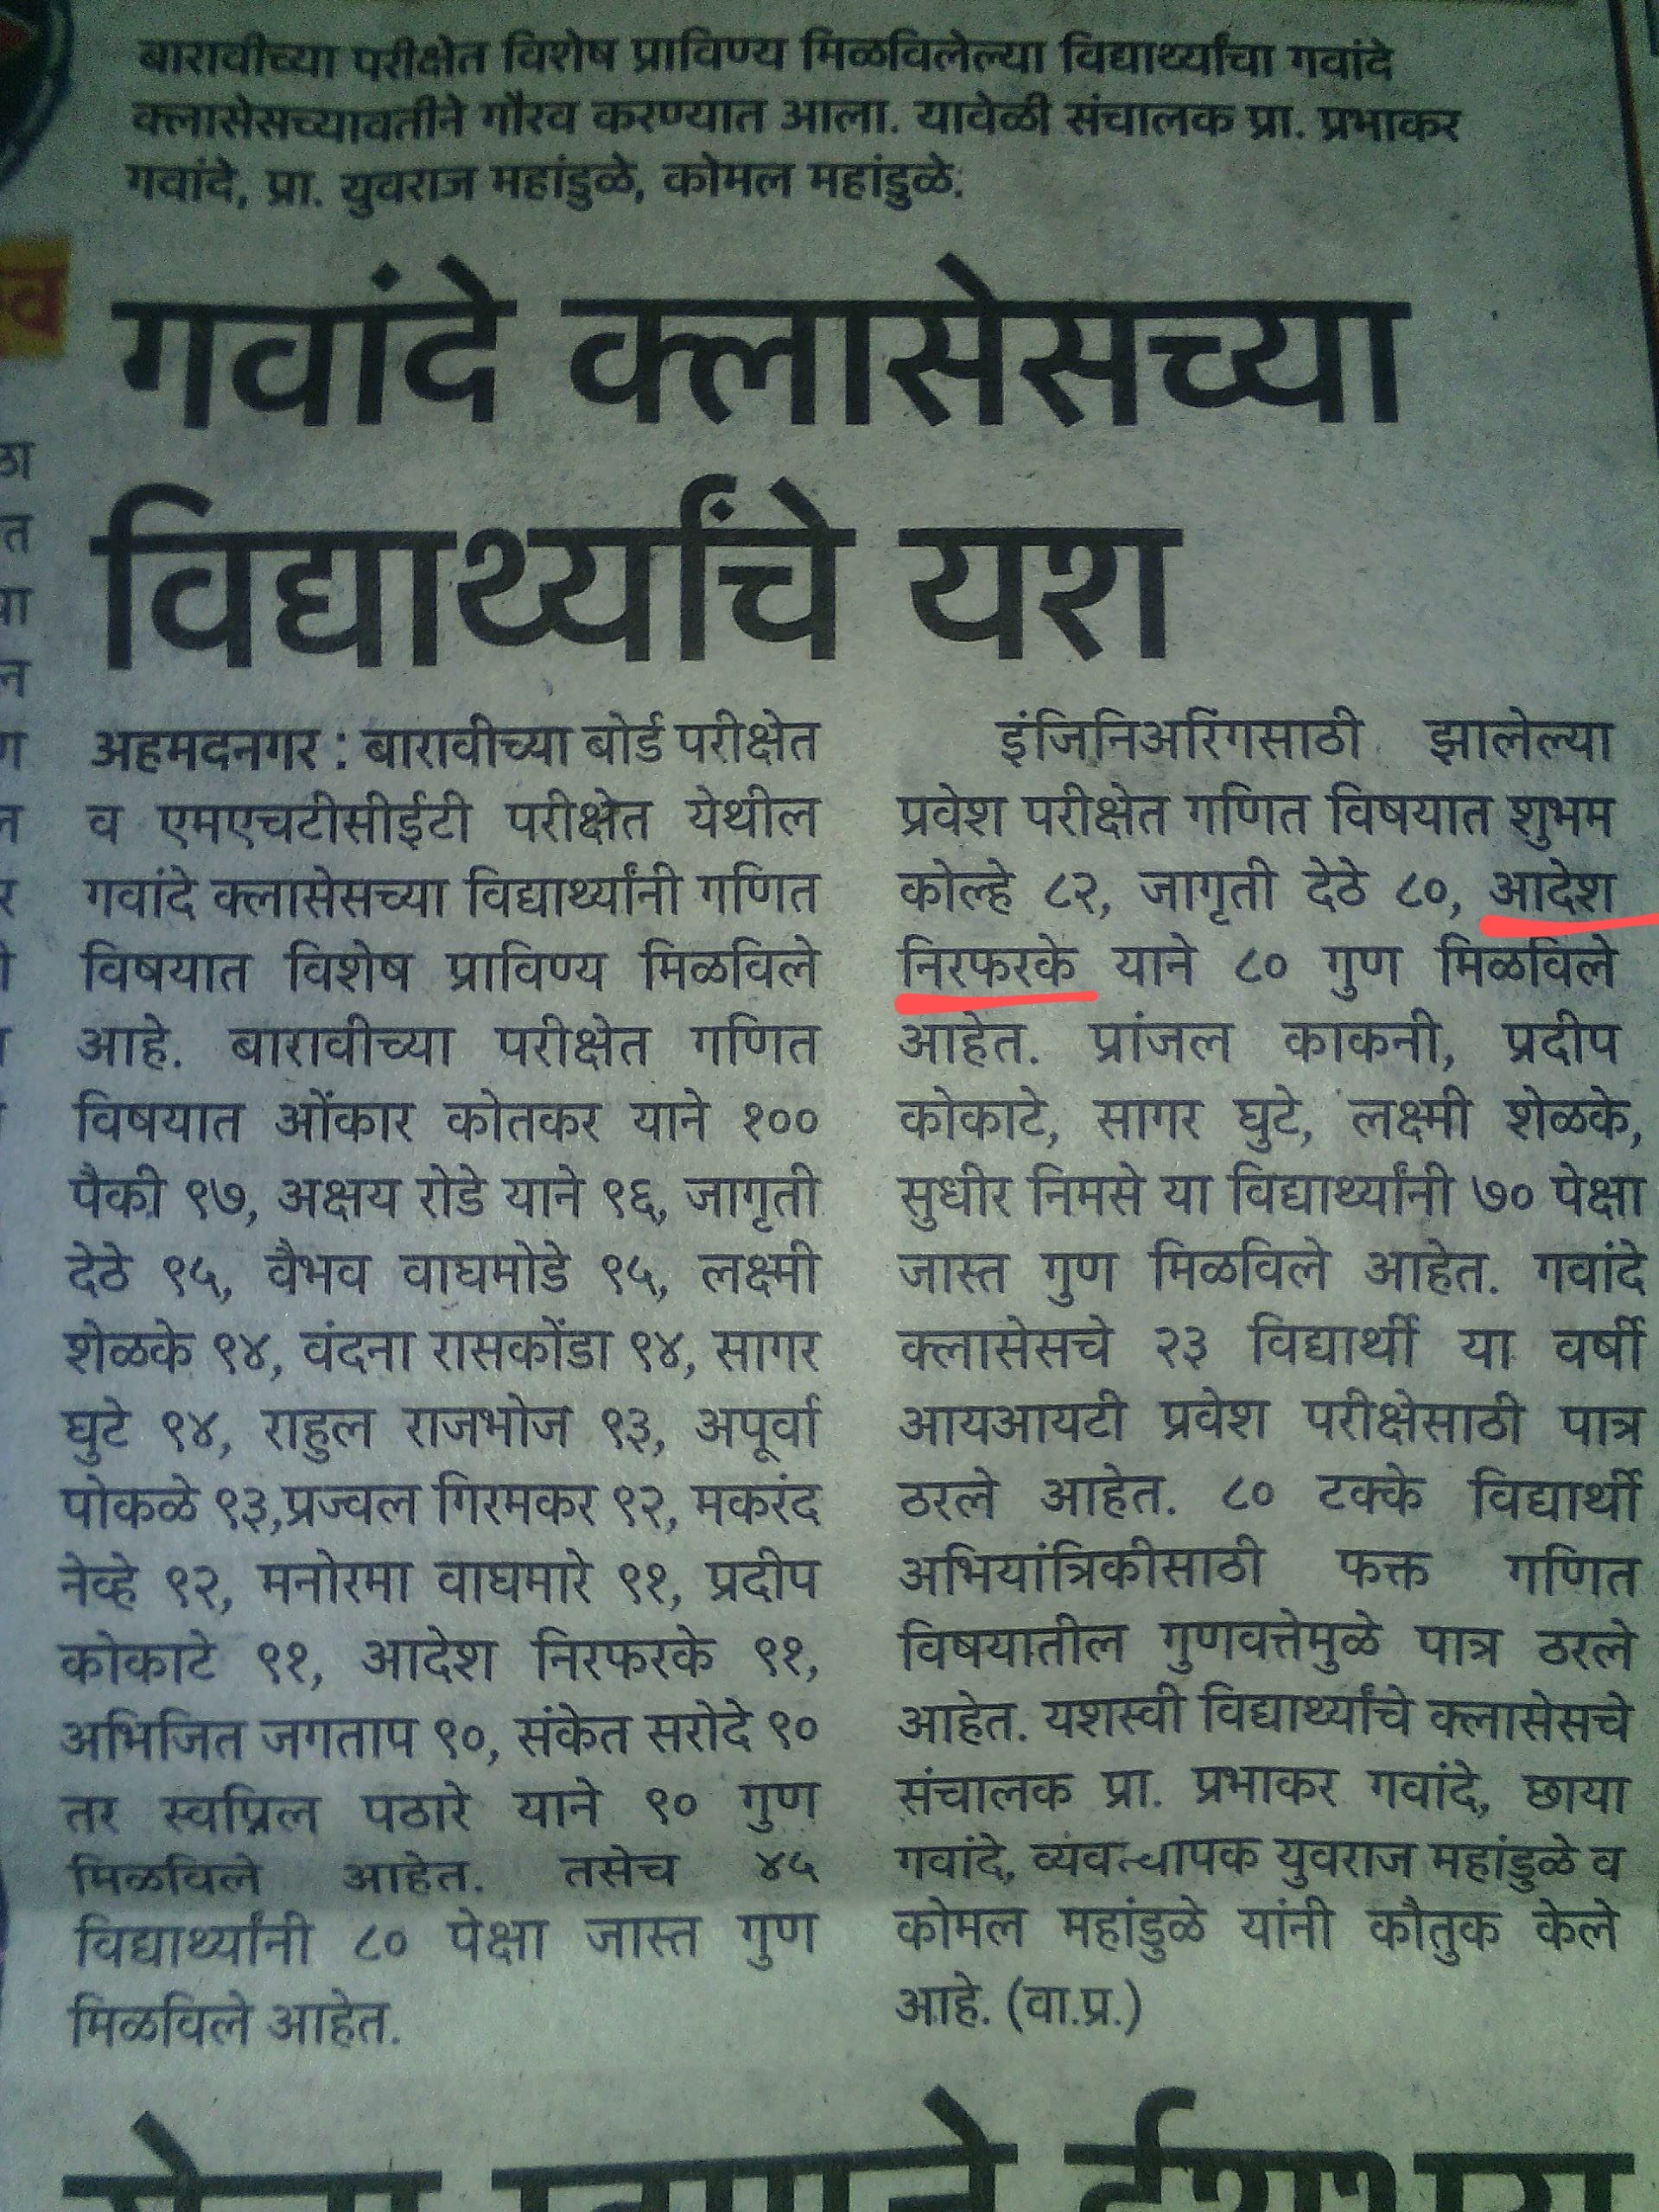 बारावीच्या परीक्षेत विशेष प्राविण्य मिळविलेल्या विद्यार्थ्यांचा गवांदे
क्लासेसच्यावतीने गौरव करण्यात आला. यावेळी संचालक प्रा. प्रभाकर
गवांदे, प्रा. युवराज महांडुळे, कोमल महांडुळे.
गवांदे क्लासेसच्या
विद्यार्थ्यांचे यश
अहमदनगर : बारावीच्या बोर्ड परीक्षेत
व एमएचटीसीईटी परीक्षेत येथील
गवांदे क्लासेसच्या विद्यार्थ्यांनी गणित
विषयात विशेष प्राविण्य मिळविले
आहे. बारावीच्या परीक्षेत गणित
विषयात ओंकार कोतकर याने १००
पैकी ९७, अक्षय रोडे याने ९६, जागृती
देठे ९५, वैभव वाघमोडे ९५, लक्ष्मी
शेळके ९४, वंदना रासकोंडा ९४, सागर
घुटे ९४, राहुल राजभोज ९३, अपूर्वा
पोकळे ९३,प्रज्वल गिरमकर ९२, मकरंद
नेव्हे ९२, मनोरमा वाघमारे ९१, प्रदीप
कोकाटे ९१, आदेश निरफरके ९१,
अभिजित जगताप ९०, संकेत सरोदे ९०
तर स्वप्निल पठारे याने ९० गुण
मिळविले आहेत. तसेच ४५
विद्यार्थ्यांनी ८० पेक्षा जास्त गुण
मिळविले आहेत.
इंजिनिअरिंगसाठी झालेल्या
प्रवेश परीक्षेत गणित विषयात शुभम
कोल्हे ८२, जागृती देठे ८०, आदेश
निरफरके याने ८० गुण मिळविले
आहेत. प्रांजल काकनी, प्रदीप
कोकाटे, सागर घुटे, लक्ष्मी शेळके,
सुधीर निमसे या विद्यार्थ्यांनी ७० पेक्षा
जास्त गुण मिळविले आहेत. गवांदे
क्लासेसचे २३ विद्यार्थी या वर्षी
आयआयटी प्रवेश परीक्षेसाठी पात्र
ठरले आहेत. ८० टक्के विद्यार्थी
अभियांत्रिकीसाठी फक्त गणित
विषयातील गुणवत्तेमुळे पात्र ठरले
आहेत. यशस्वी विद्यार्थ्यांचे क्लासेसचे
संचालक प्रा. प्रभाकर गवांदे, छाया
गवांदे, व्यवस्थापक युवराज महांडुळे व
कोमल महांडुळे यांनी कौतुक केले
आहे. (वा.प्र.)